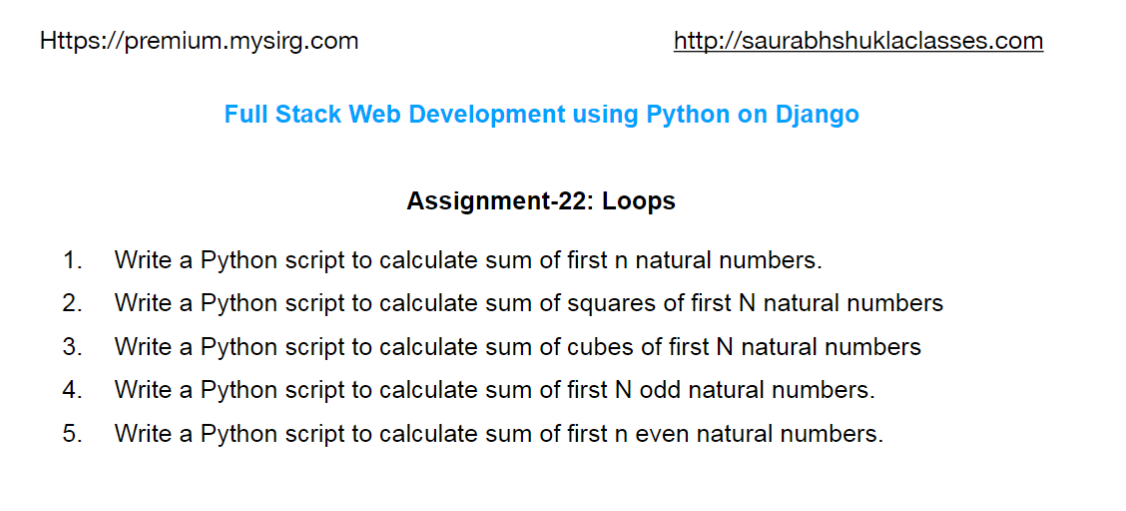 Https://premium.mysirg.com http://saurabhshuklaclasses.com
Full Stack Web Development using Python on Django
Assignment-22: Loops
1. Write a Python script to calculate sum of first n natural numbers.
2. Write a Python script to calculate sum of squares of first N natural numbers
3. Write a Python script to calculate sum of cubes of first N natural numbers
4. Write a Python script to calculate sum of first N odd natural numbers.
5. Write a Python script to calculate sum of first n even natural numbers.